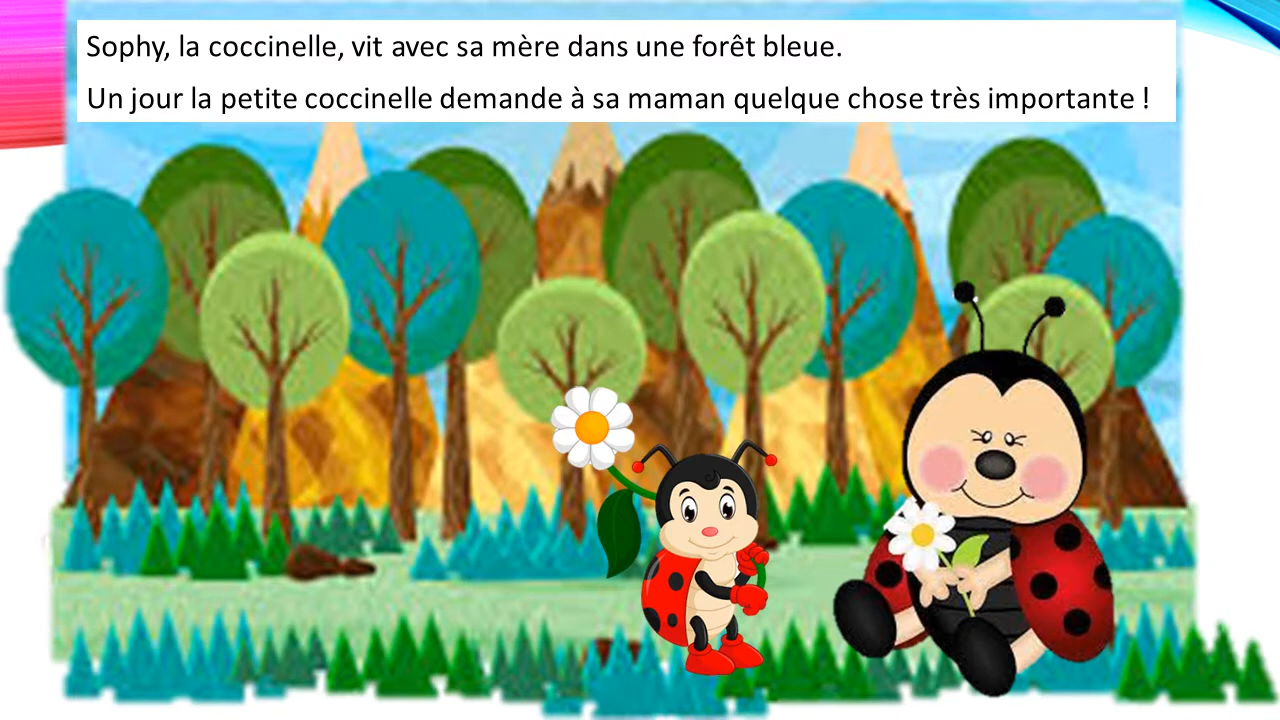 Sophy, la coccinelle, vit avec sa mère dans une forêt bleue.
Un jour la petite coccinelle demande à sa maman quelque chose très importante !